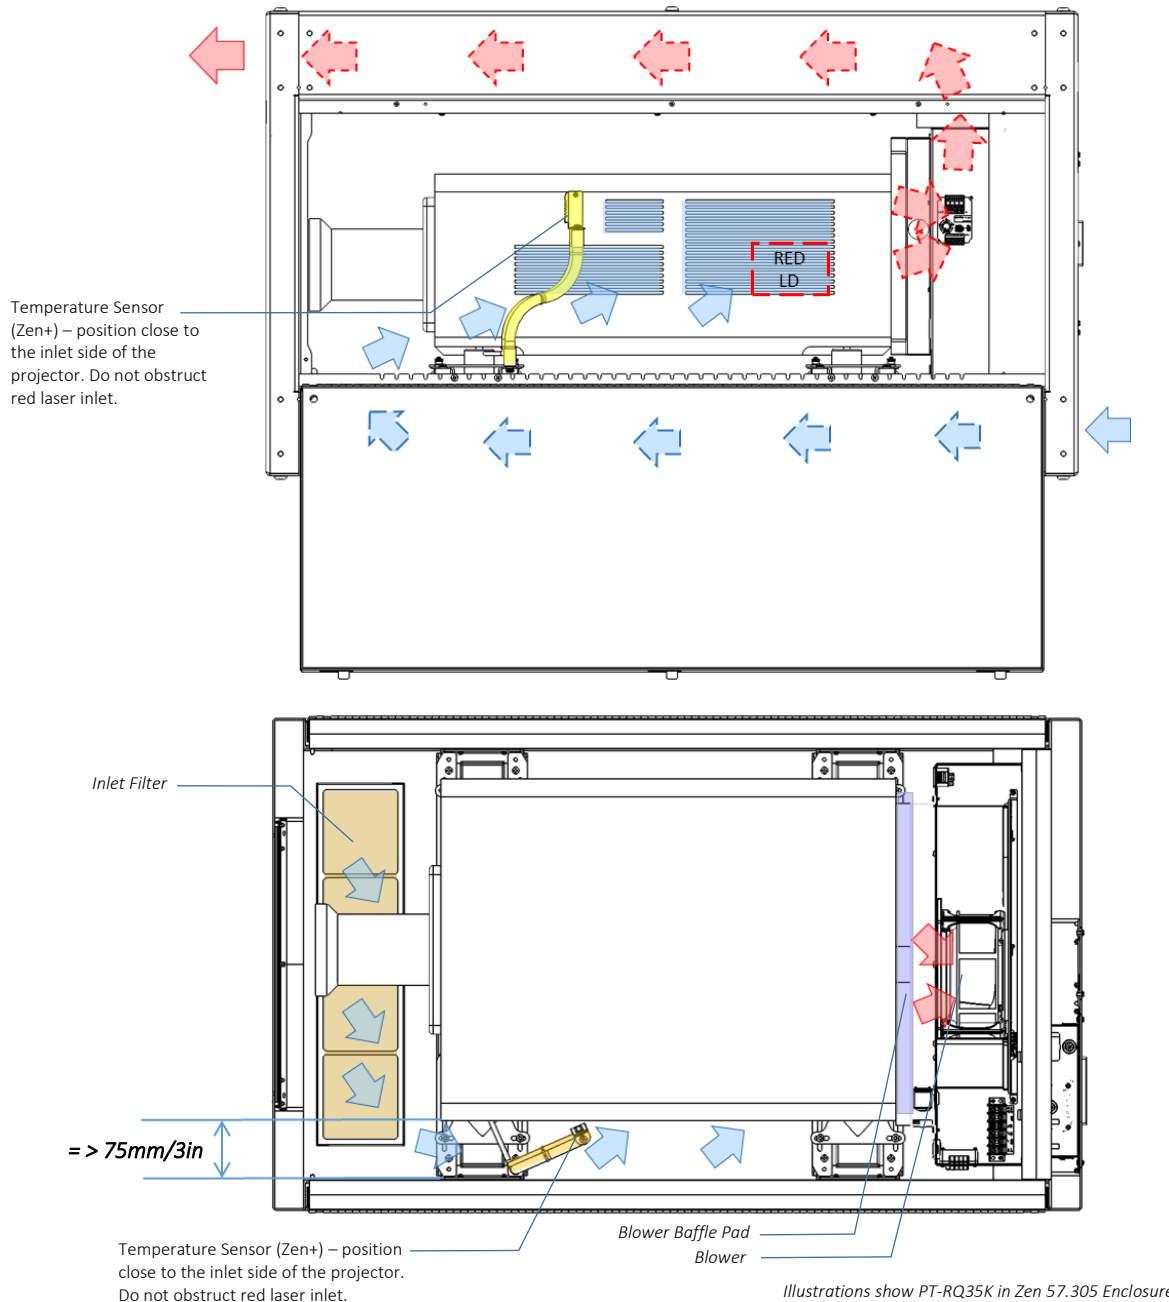 RED
LD
Temperature Sensor
(Zen+) – position close to
the inlet side of the
projector. Do not obstruct
red laser inlet.
Inlet Filter
= > 75mm/3in
Blower Baffle Pad
Blower
Temperature Sensor (Zen+) – position
close to the inlet side of the projector.
Do not obstruct red laser inlet.
Illustrations show PT-RQ35K in Zen 57.305 Enclosure